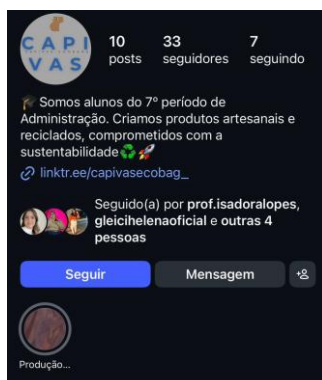 CAPI
VAS
10 33 7
posts seguidores seguindo
🎓 Somos alunos do 7º período de
Administração. Criamos produtos artesanais e
reciclados, comprometidos com a
sustentabilidade♻️🚀
linktr.ee/capivasecobag_
Seguido(a) por prof.isadoralopes,
gleicihelenaoficial e outras 4
pessoas
Seguir Mensagem
Produção...